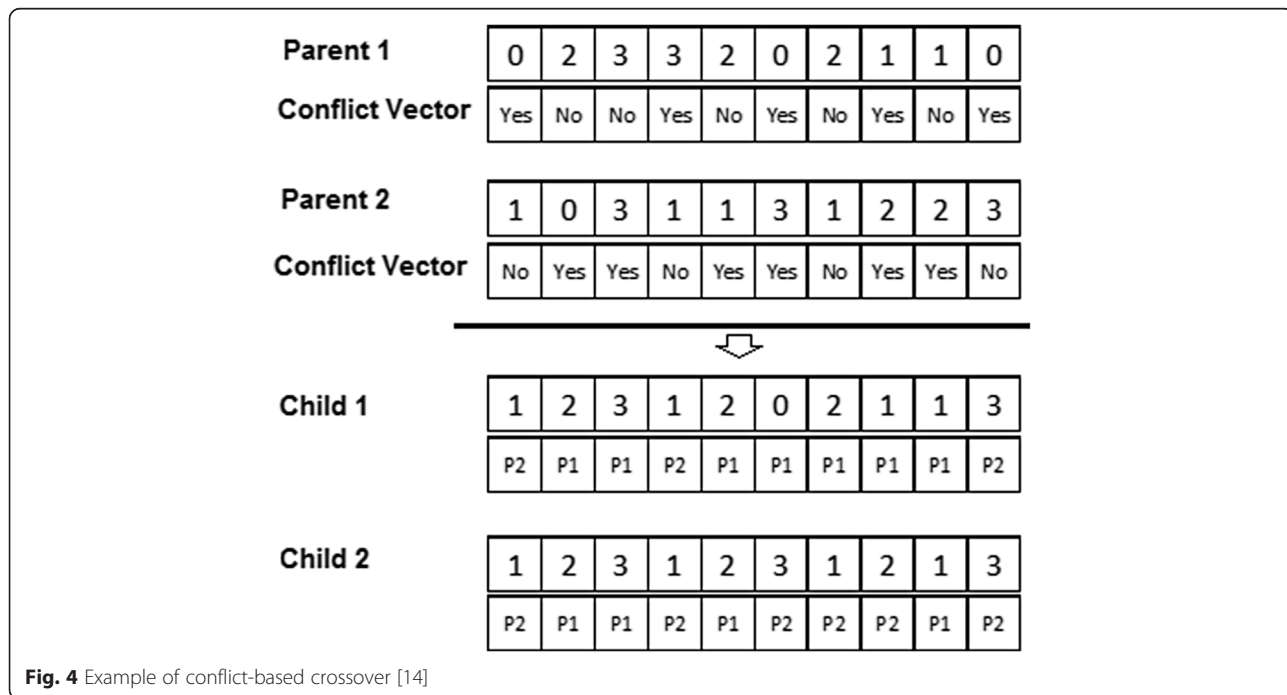 Parent 1 0 2 3 3 2 0 2 1 1 0
Conflict Vector Yes No No Yes No Yes No Yes No Yes
Parent 2 1 0 3 1 1 3 1 2 2 3
Conflict Vector No Yes Yes No Yes Yes No Yes Yes No
Child 1 1 2 3 1 2 0 2 1 1 3
P2 P1 P1 P2 P1 P1 P1 P1 P1 P2
Child 2 1 2 3 1 2 3 1 2 1 3
P2 P1 P1 P2 P1 P2 P2 P2 P1 P2
Fig. 4 Example of conflict-based crossover [14]